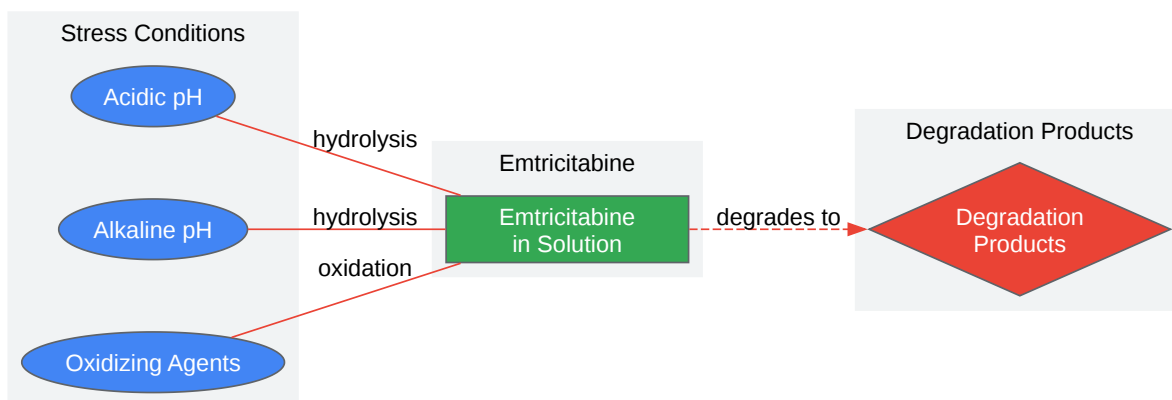 Stress Conditions
Acidic pH
hydrolysis
Alkaline pH
hydrolysis
Oxidizing Agents
oxidation
Emtricitabine
Emtricitabine
in Solution
degrades to
Degradation Products
Degradation
Products